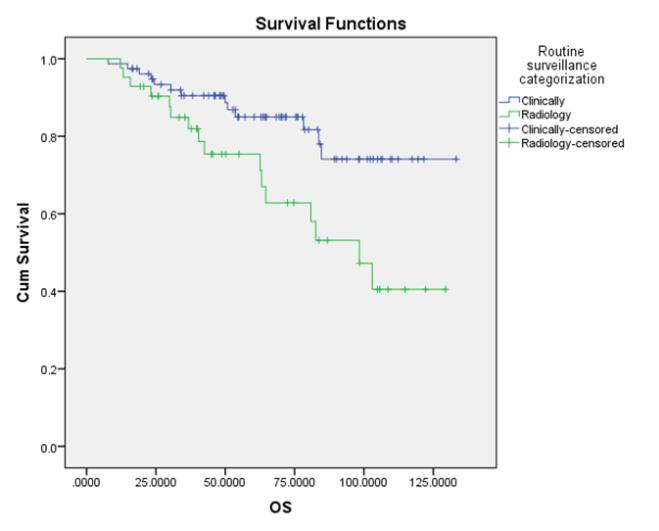 Survival Functions
Routine
surveillance
categorization
Clinically
Radiology
Clinically-censored
Radiology-censored
Cum Survival
1.0
0.8
0.6
0.4
0.2
0.0
.0000 25.0000 50.0000 75.0000 100.0000 125.0000
OS